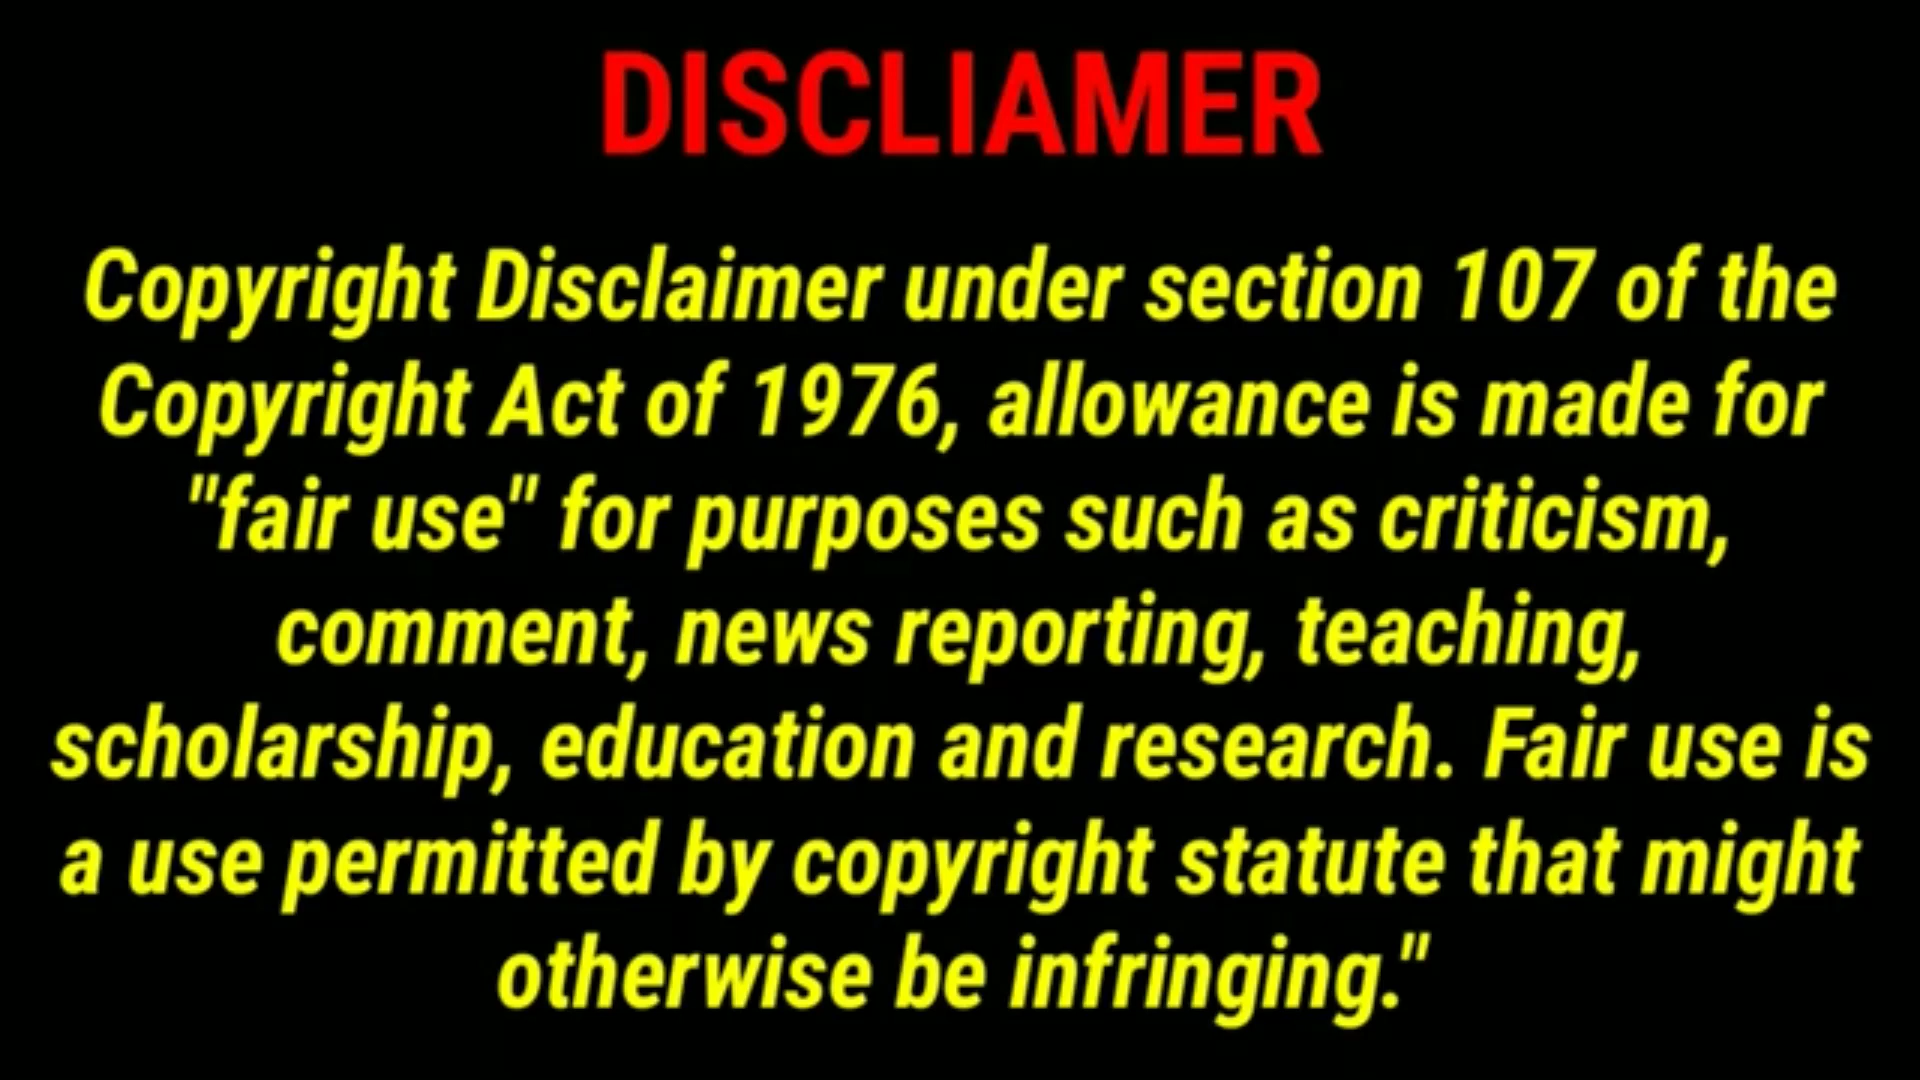 DISCLIAMER
Copyright Disclaimer under section 107 of the
Copyright Act of 1976, allowance is made for
"fair use" for purposes such as criticism,
comment, news reporting, teaching,
scholarship, education and research. Fair use is
a use permitted by copyright statute that might
otherwise be infringing."